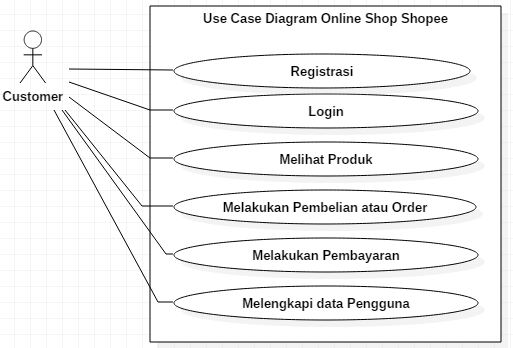 Use Case Diagram Online Shop Shopee
Customer
Registrasi
Login
Melihat Produk
Melakukan Pembelian atau Order
Melakukan Pembayaran
Melengkapi data Pengguna